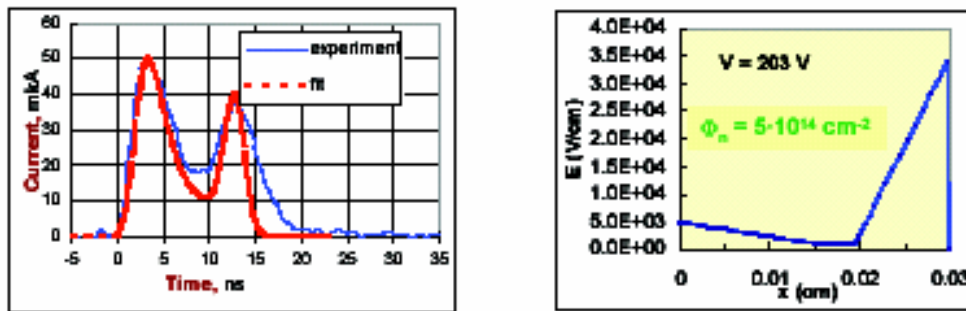 60
50
40
30
20
10
0
Current, mkA
experiment
fit
-5 0 5 10 15 20 25 30 35
Time, ns
4.0E+04
3.5E+04
3.0E+04
2.5E+04
2.0E+04
1.5E+04
1.0E+04
5.0E+03
0.0E+00
E (V/cm)
V = 203 V
Φn = 5·10¹⁴ cm⁻²
0 0.01 0.02 0.03
x (cm)